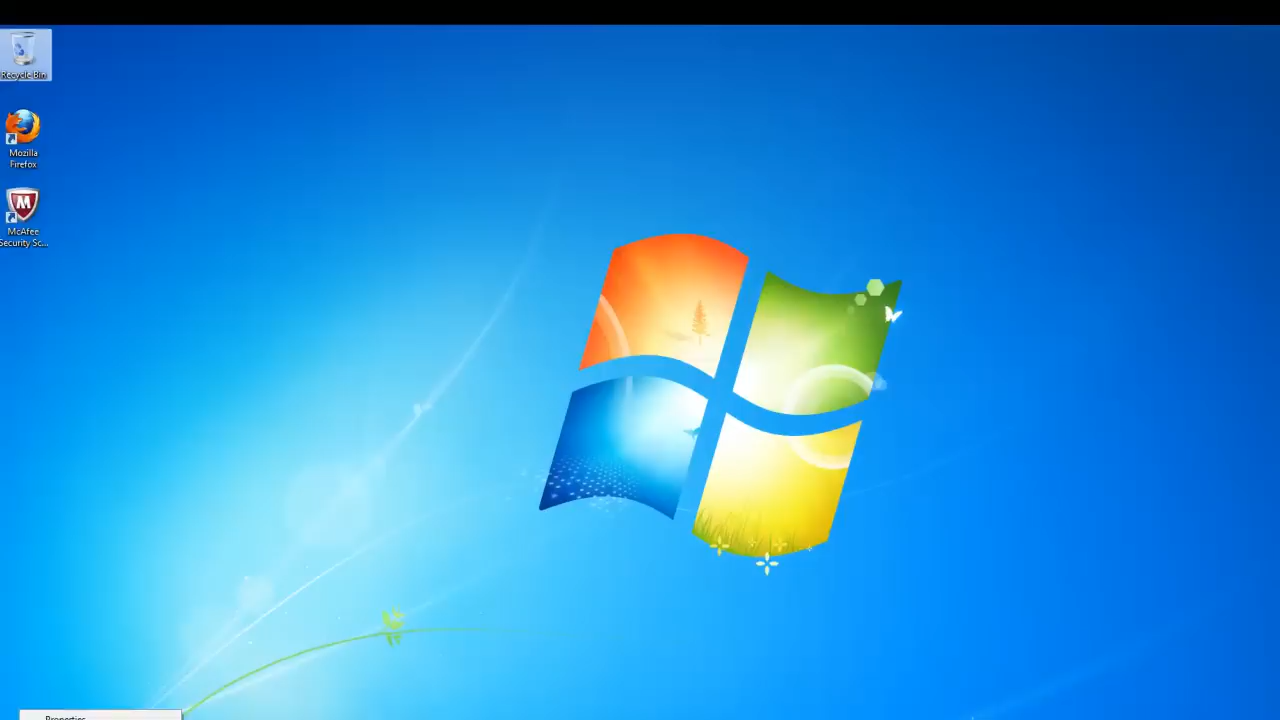 Recycle Bin
Mozilla
Firefox
McAfee
Security Sc...
Properties